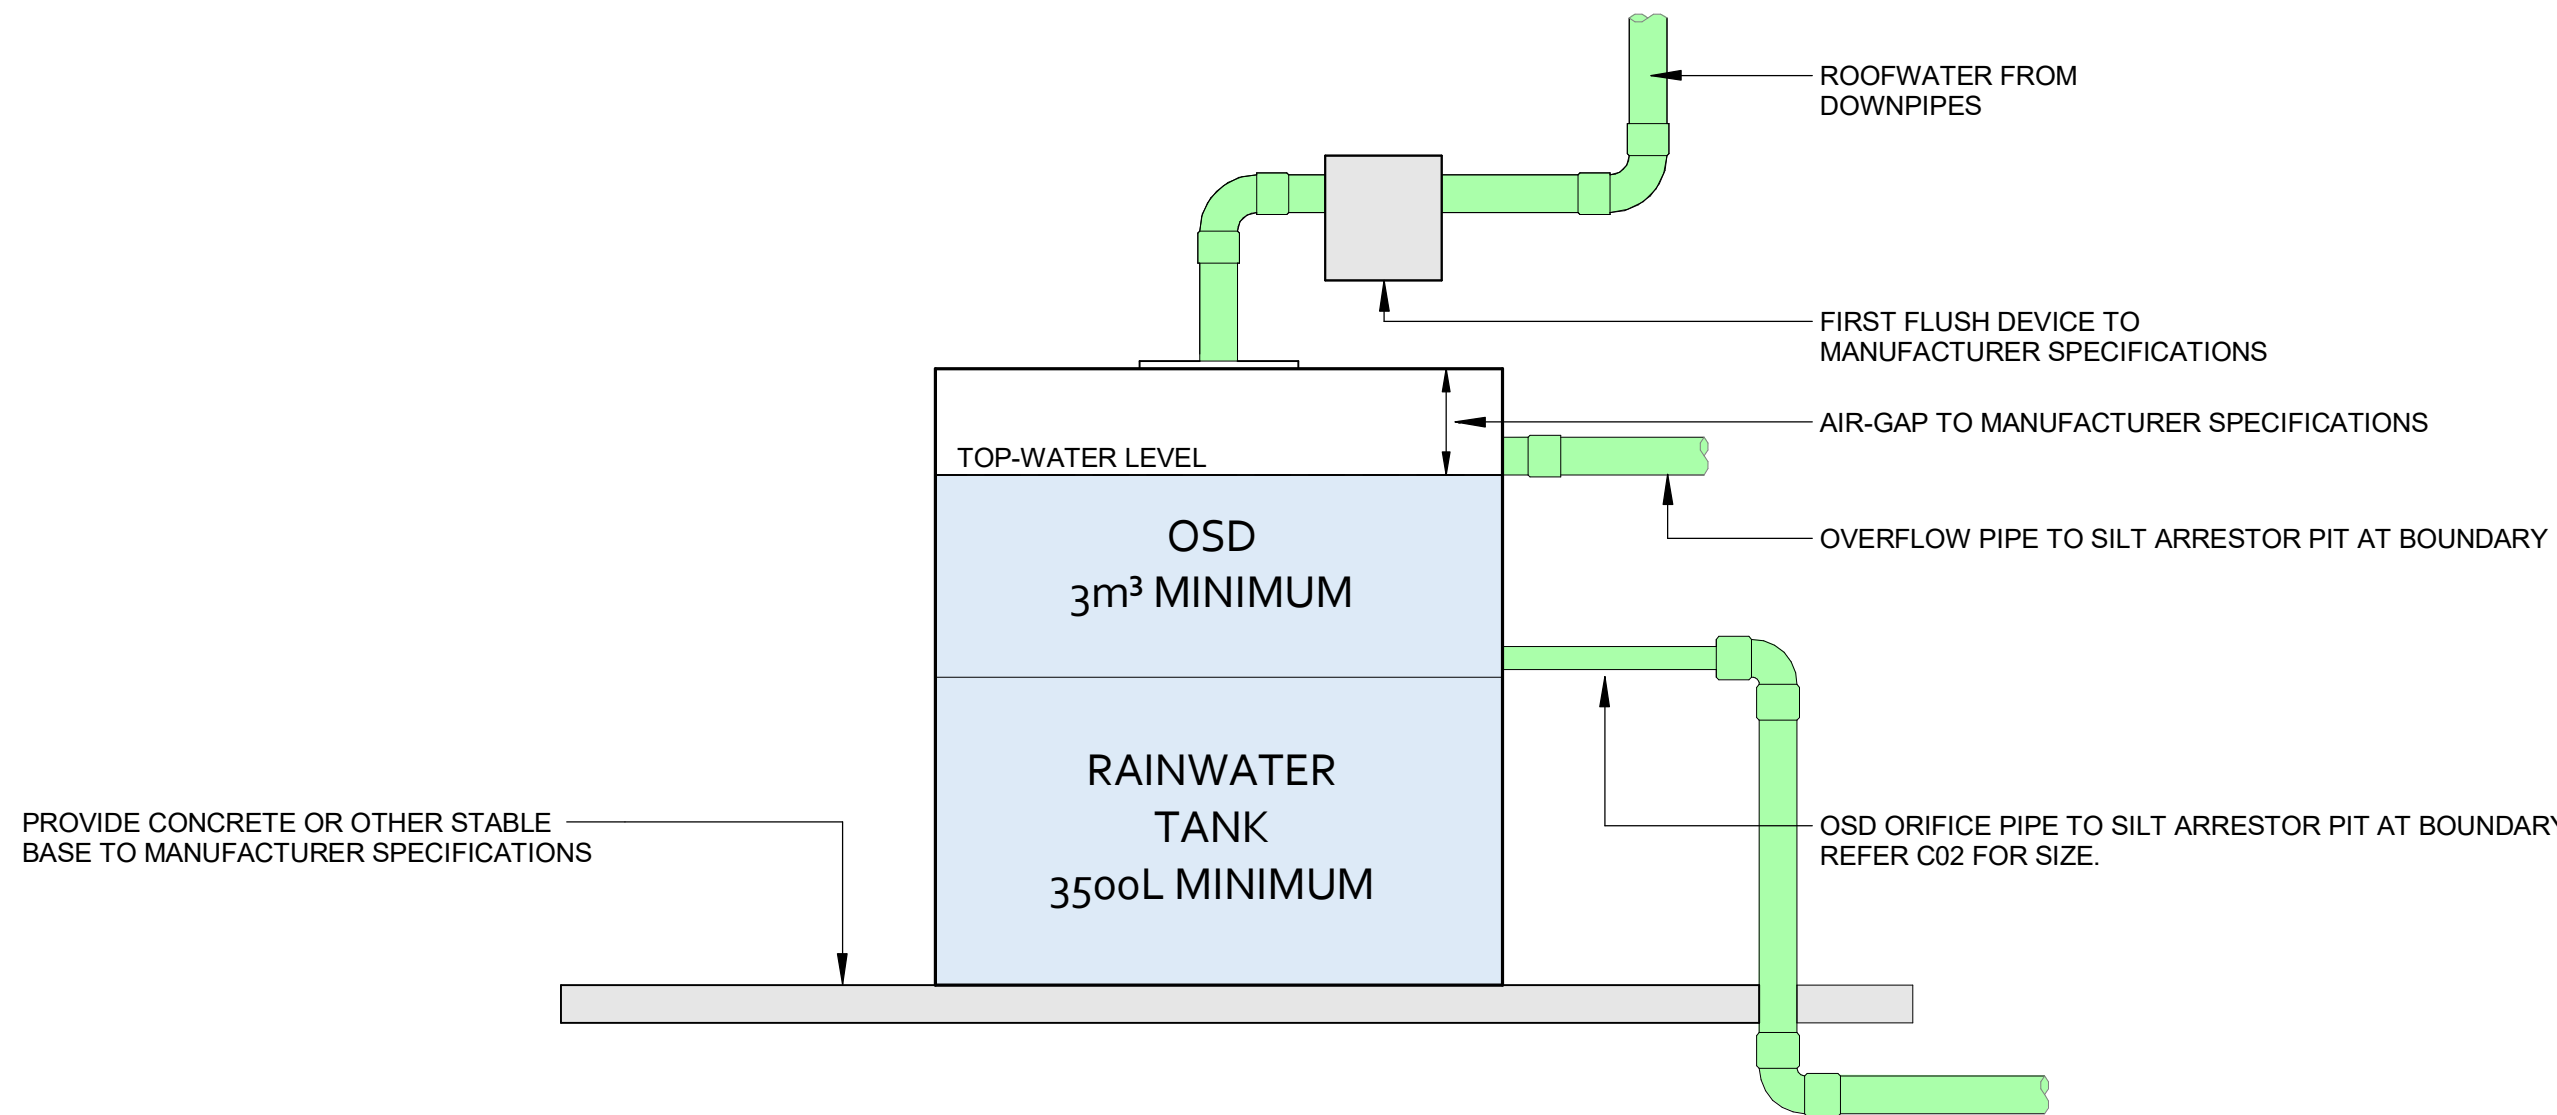 ROOFWATER FROM
DOWNPIPES
FIRST FLUSH DEVICE TO
MANUFACTURER SPECIFICATIONS
AIR-GAP TO MANUFACTURER SPECIFICATIONS
TOP-WATER LEVEL
OVERFLOW PIPE TO SILT ARRESTOR PIT AT BOUNDARY
OSD
3m³ MINIMUM
RAINWATER
TANK
3500L MINIMUM
PROVIDE CONCRETE OR OTHER STABLE
BASE TO MANUFACTURER SPECIFICATIONS
OSD ORIFICE PIPE TO SILT ARRESTOR PIT AT BOUNDARY
REFER C02 FOR SIZE.